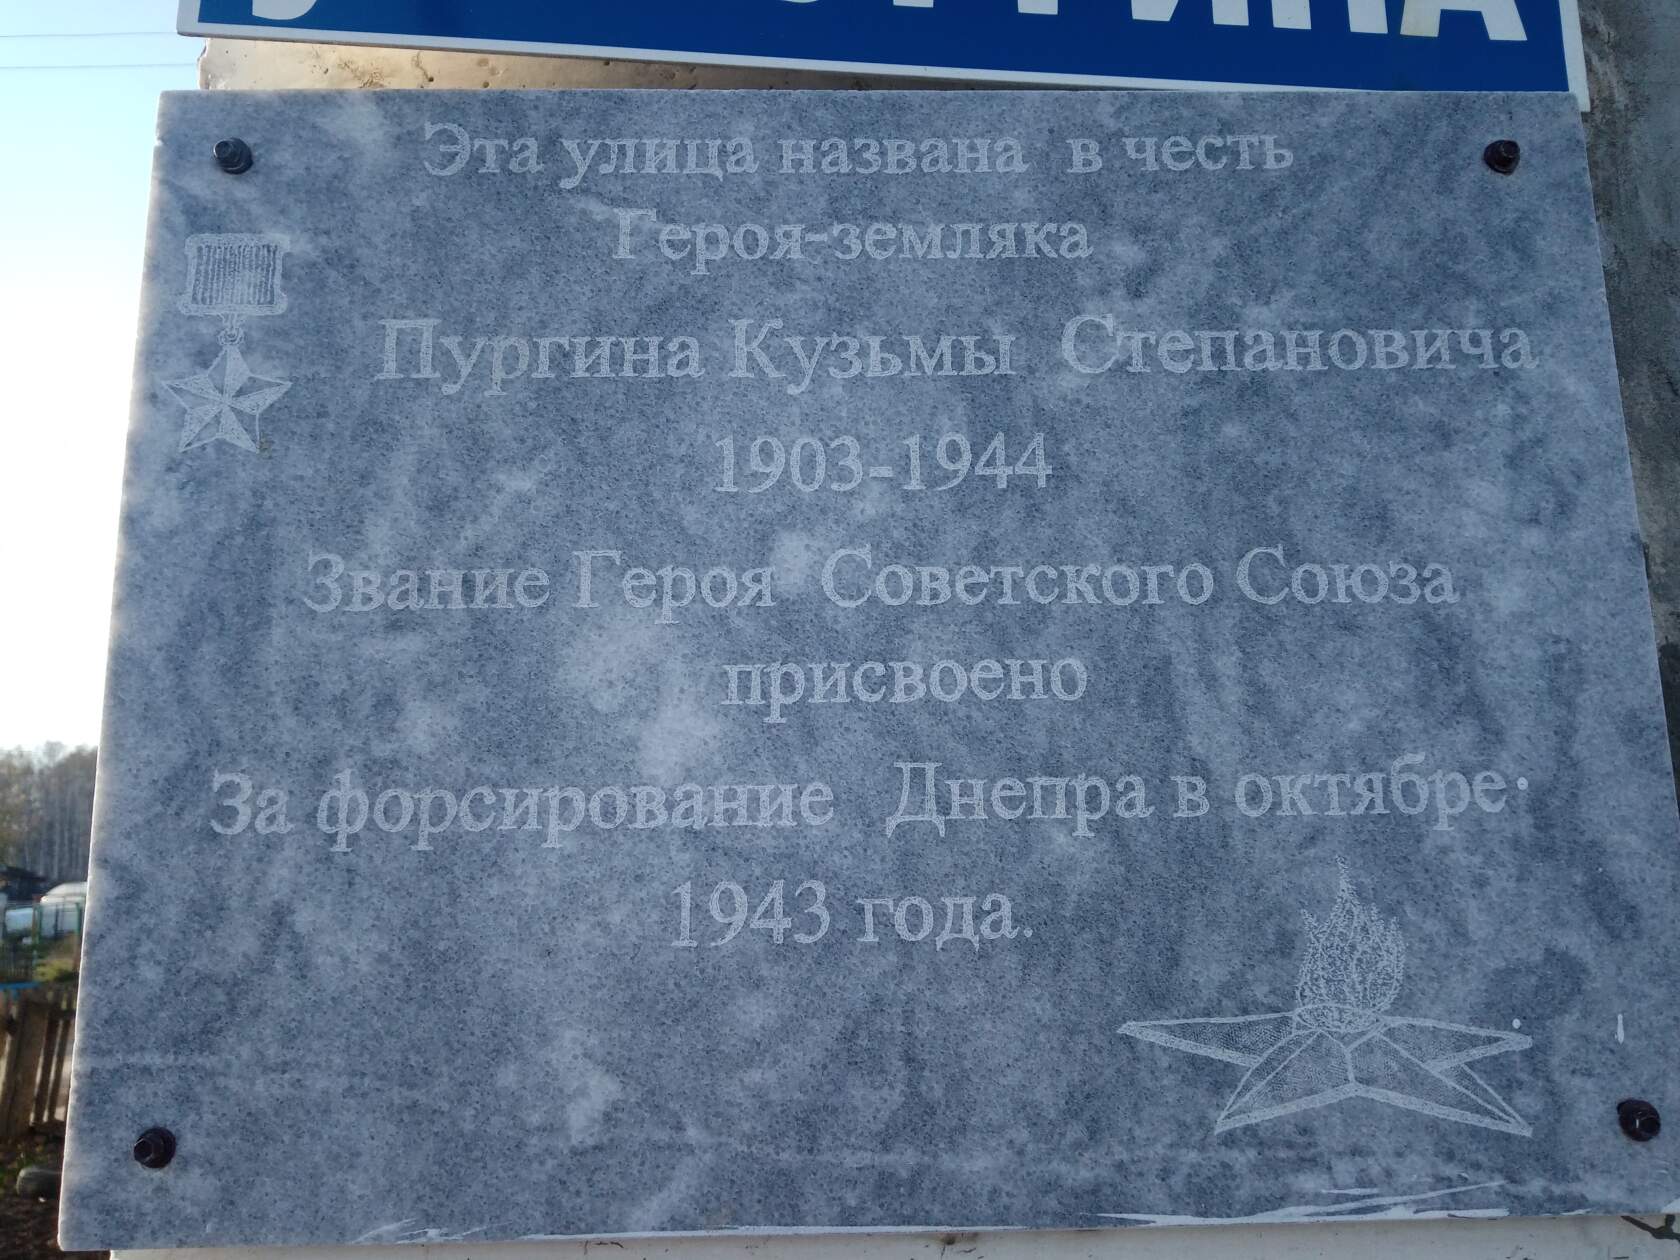 Эта улица названа в честь
Героя-земляка
Пургина Кузьмы Степановича
1903-1944
Звание Героя Советского Союза
присвоено
За форсирование Днепра в октябре
1943 года.